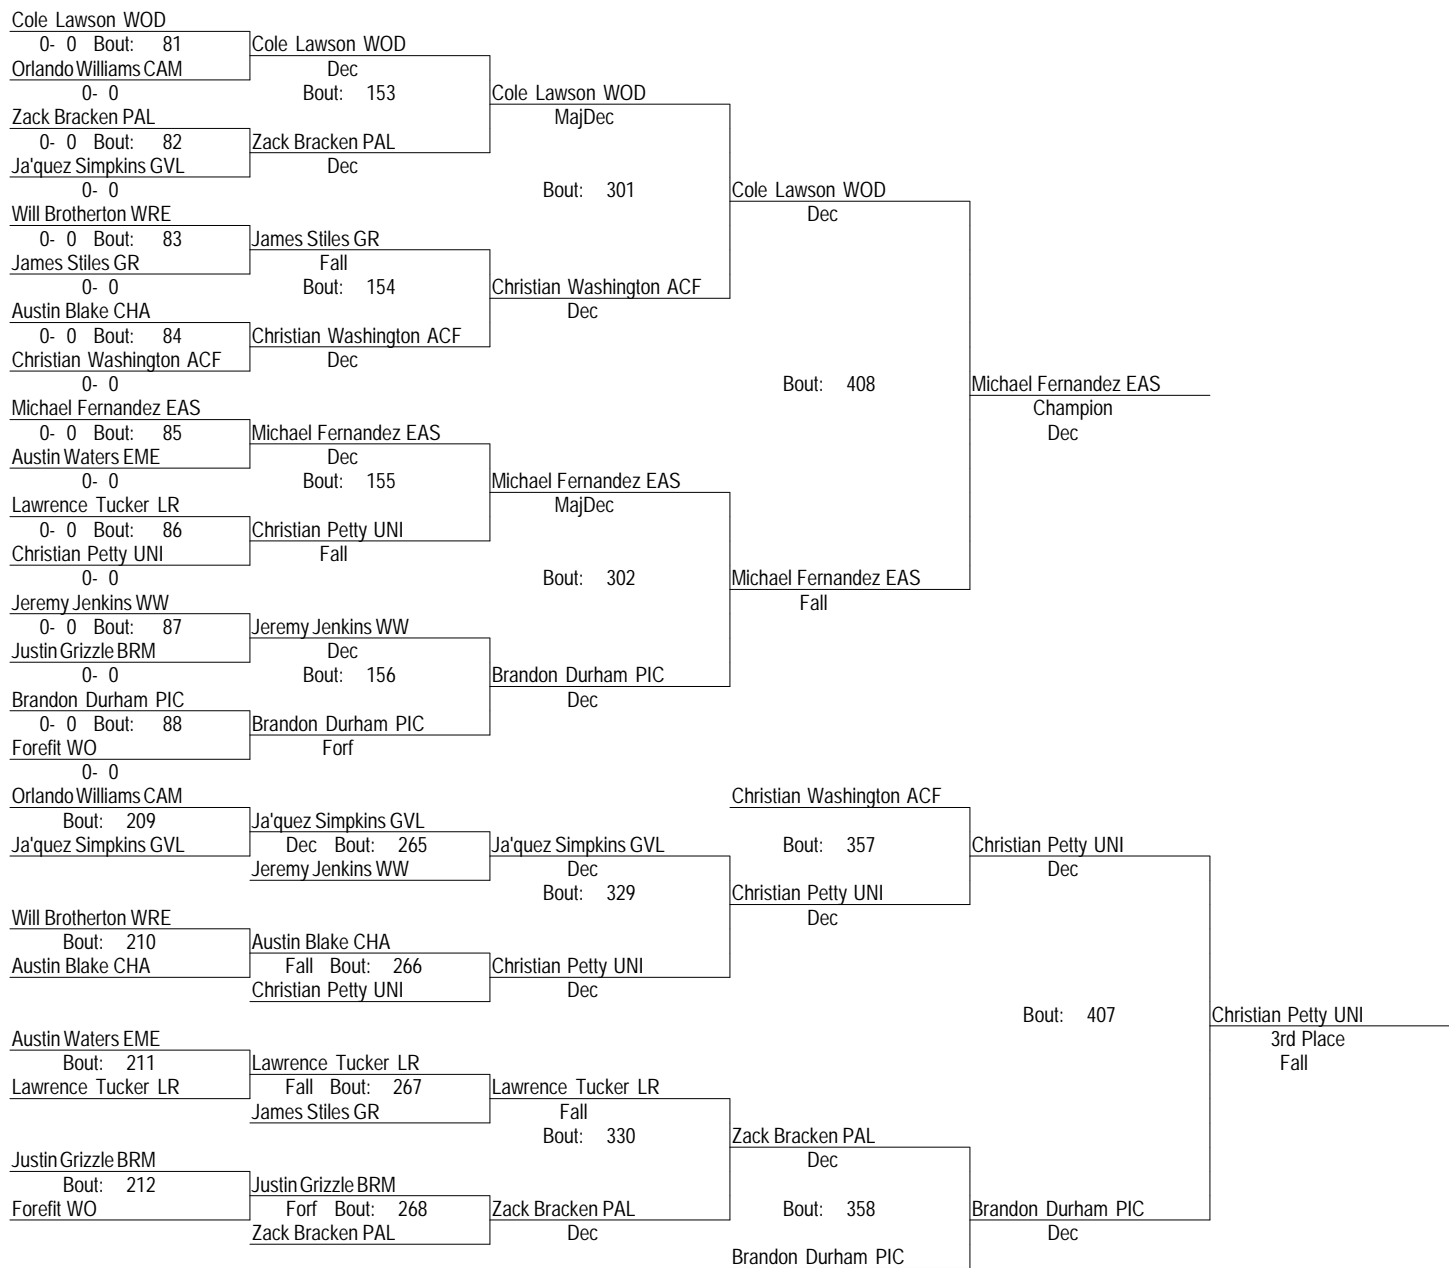 Cole Lawson WOD
0- 0 Bout: 81 Cole Lawson WOD
Orlando Williams CAM Dec
0- 0 Bout: 153 Cole Lawson WOD
Zack Bracken PAL MajDec
0- 0 Bout: 82 Zack Bracken PAL
Ja'quez Simpkins GVL Dec
0- 0 Bout: 301 Cole Lawson WOD
Will Brotherton WRE Dec
0- 0 Bout: 83 James Stiles GR
James Stiles GR Fall
0- 0 Bout: 154 Christian Washington ACF
Austin Blake CHA Dec
0- 0 Bout: 84 Christian Washington ACF
Christian Washington ACF Dec
0- 0 Bout: 408 Michael Fernandez EAS
Michael Fernandez EAS Champion
0- 0 Bout: 85 Michael Fernandez EAS Dec
Austin Waters EME Dec
0- 0 Bout: 155 Michael Fernandez EAS
Lawrence Tucker LR MajDec
0- 0 Bout: 86 Christian Petty UNI
Christian Petty UNI Fall
0- 0 Bout: 302 Michael Fernandez EAS
Jeremy Jenkins WW Fall
0- 0 Bout: 87 Jeremy Jenkins WW
Justin Grizzle BRM Dec
0- 0 Bout: 156 Brandon Durham PIC
Brandon Durham PIC Dec
0- 0 Bout: 88 Brandon Durham PIC
Forefit WO Forf
0- 0
Orlando Williams CAM Christian Washington ACF
Bout: 209 Ja'quez Simpkins GVL
Ja'quez Simpkins GVL Dec Bout: 265 Ja'quez Simpkins GVL Bout: 357 Christian Petty UNI
Jeremy Jenkins WW Dec Dec
Bout: 329 Christian Petty UNI
Will Brotherton WRE Dec
Bout: 210 Austin Blake CHA
Austin Blake CHA Fall Bout: 266 Christian Petty UNI
Christian Petty UNI Dec
Bout: 407 Christian Petty UNI
Austin Waters EME 3rd Place
Bout: 211 Lawrence Tucker LR Fall
Lawrence Tucker LR Fall Bout: 267 Lawrence Tucker LR
James Stiles GR Fall
Bout: 330 Zack Bracken PAL
Justin Grizzle BRM Dec
Bout: 212 Justin Grizzle BRM
Forefit WO Forf Bout: 268 Zack Bracken PAL Bout: 358 Brandon Durham PIC
Zack Bracken PAL Dec Dec
Brandon Durham PIC